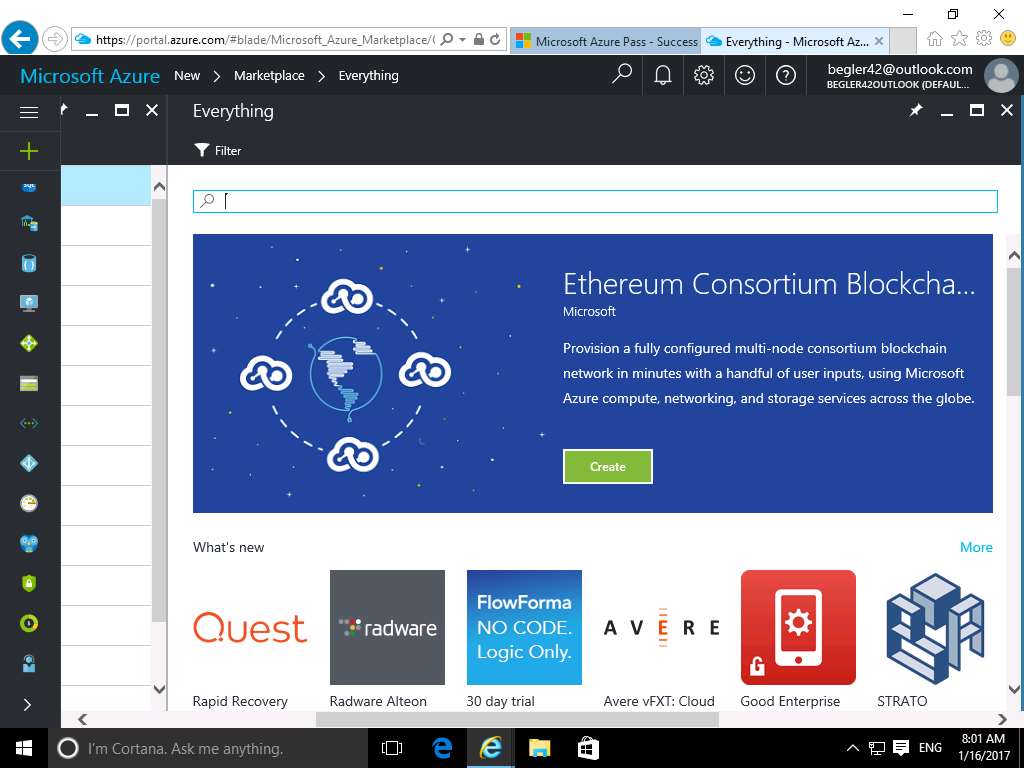 https://portal.azure.com/#blade/Microsoft_Azure_Marketplace/
Microsoft Azure Pass - Success
Everything - Microsoft Az...
Microsoft Azure
New
Marketplace
Everything
begler42@outlook.com
BEGLER42OUTLOOK (DEFAUL...
Everything
Filter
Ethereum Consortium Blockcha...
Microsoft
Provision a fully configured multi-node consortium blockchain
network in minutes with a handful of user inputs, using Microsoft
Azure compute, networking, and storage services across the globe.
Create
What's new
More
Quest
radware
FlowForma
NO CODE.
Logic Only.
AVERE
Rapid Recovery
Radware Alteon
30 day trial
Avere vFXT: Cloud
Good Enterprise
STRATO
I'm Cortana. Ask me anything.
ENG
8:01 AM
1/16/2017